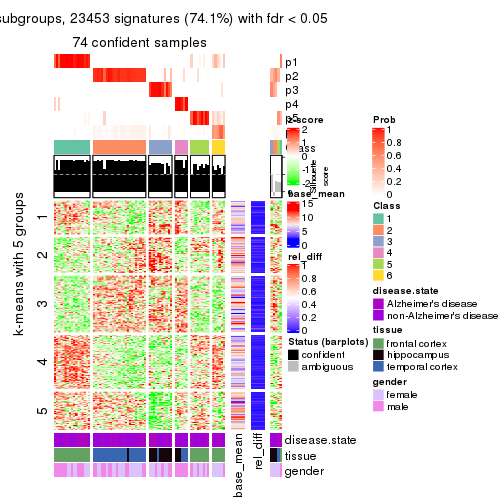 subgroups, 23453 signatures (74.1%) with fdr < 0.05
74 confident samples
p1
p2
p3
p4
z-score
2
1
0
-2
Class
Silhouette
score
base_mean
15
10
5
0
rel_diff
1
0.8
0.6
0.4
0.2
0
Status (barplots)
confident
ambiguous
Prob
1
0.8
0.6
0.4
0.2
0
Class
1
2
3
4
5
6
disease.state
Alzheimer's disease
non-Alzheimer's disease
tissue
frontal cortex
hippocampus
temporal cortex
gender
female
male
k-means with 5 groups
1
2
3
4
5
disease.state
tissue
gender
base_mean
rel_diff